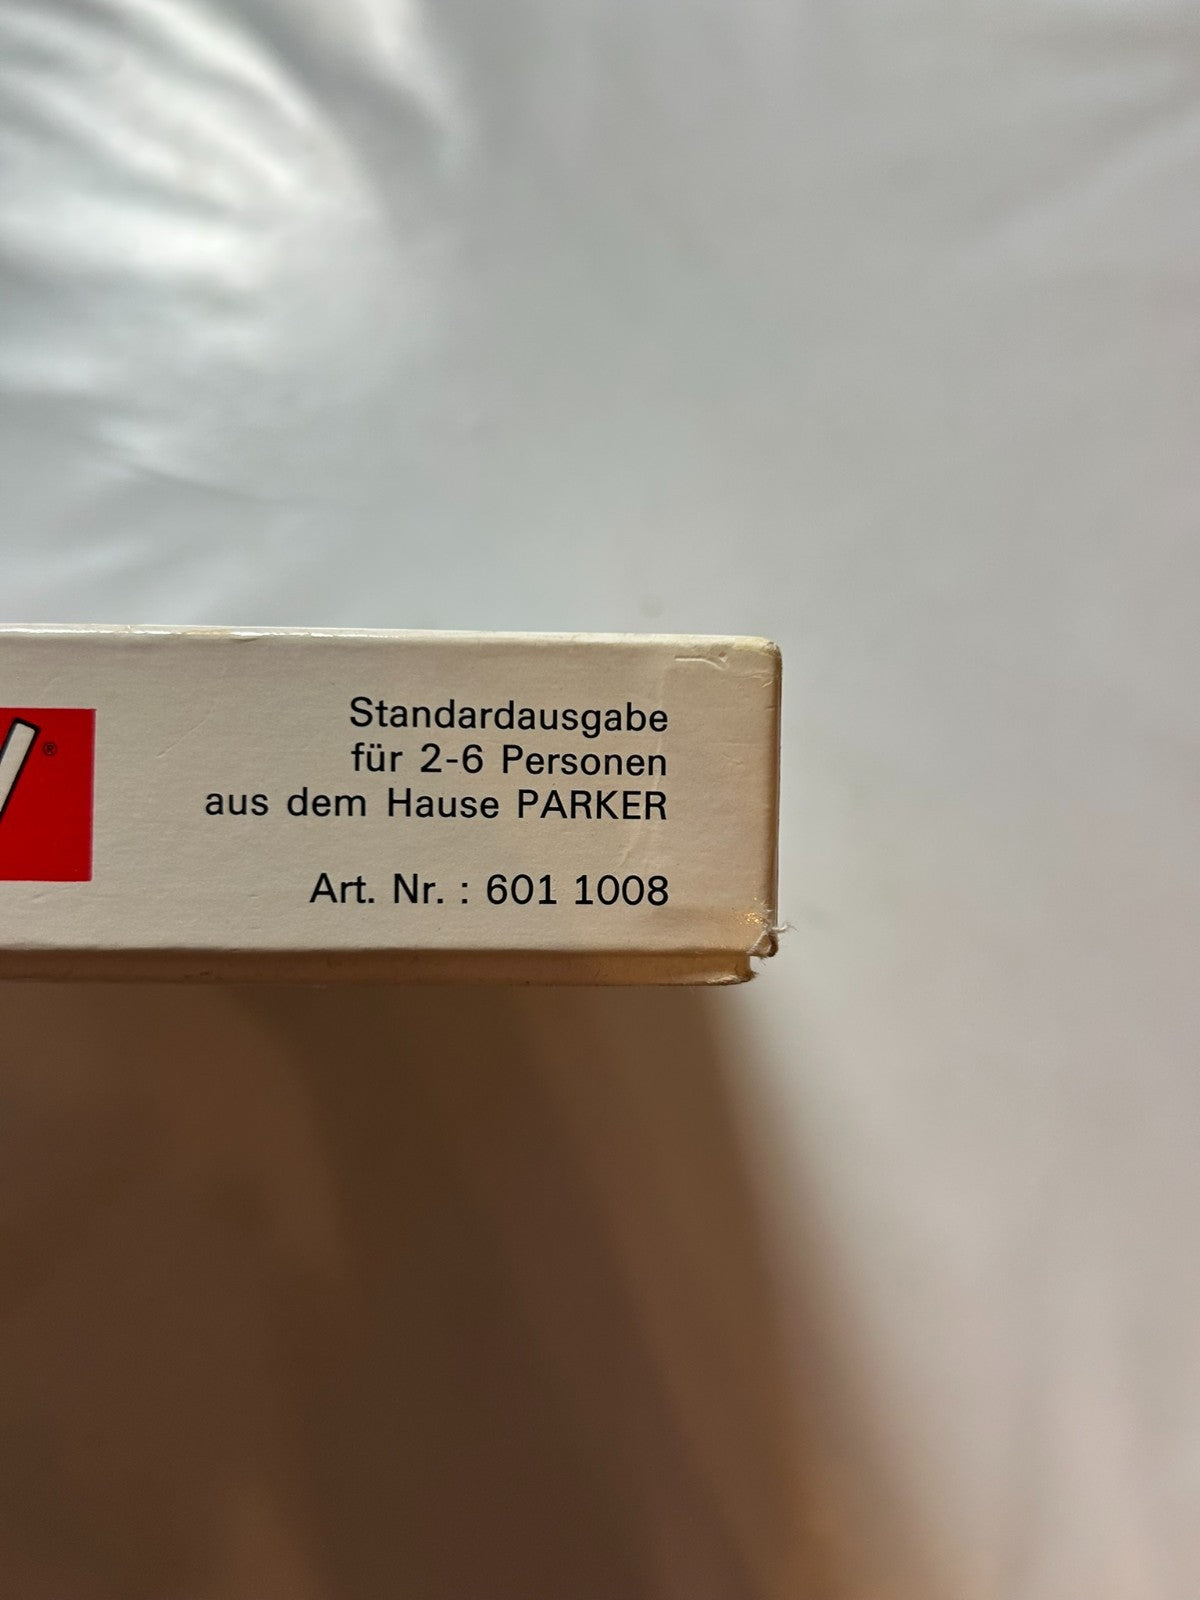 ®
Standardausgabe
für 2-6 Personen
aus dem Hause PARKER
Art. Nr. : 601 1008